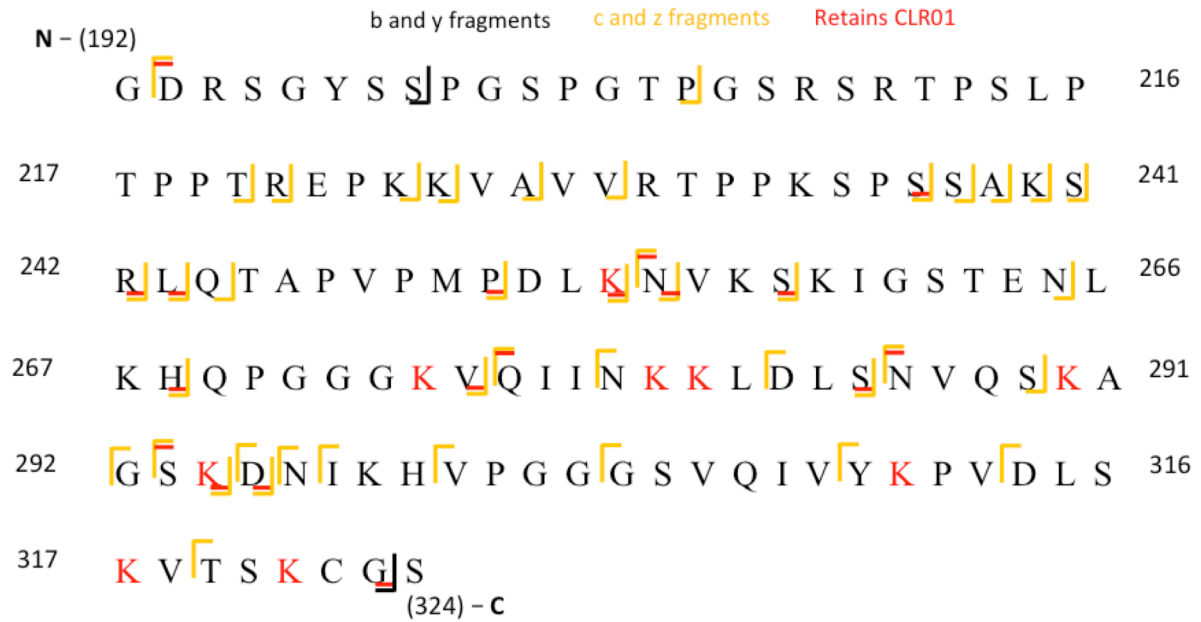 b and y fragments c and z fragments Retains CLR01
N – (192)
G D R S G Y S S P G S P G T P G S R S R T P S L P 216
217 T P P T R E P K K V A V V R T P P K S P S S A K S 241
242 R L Q T A P V P M P D L K N V K S K I G S T E N L 266
267 K H Q P G G G K V Q I I N K K L D L S N V Q S K A 291
292 G S K D N I K H V P G G G S V Q I V Y K P V D L S 316
317 K V T S K C G S
(324) – C